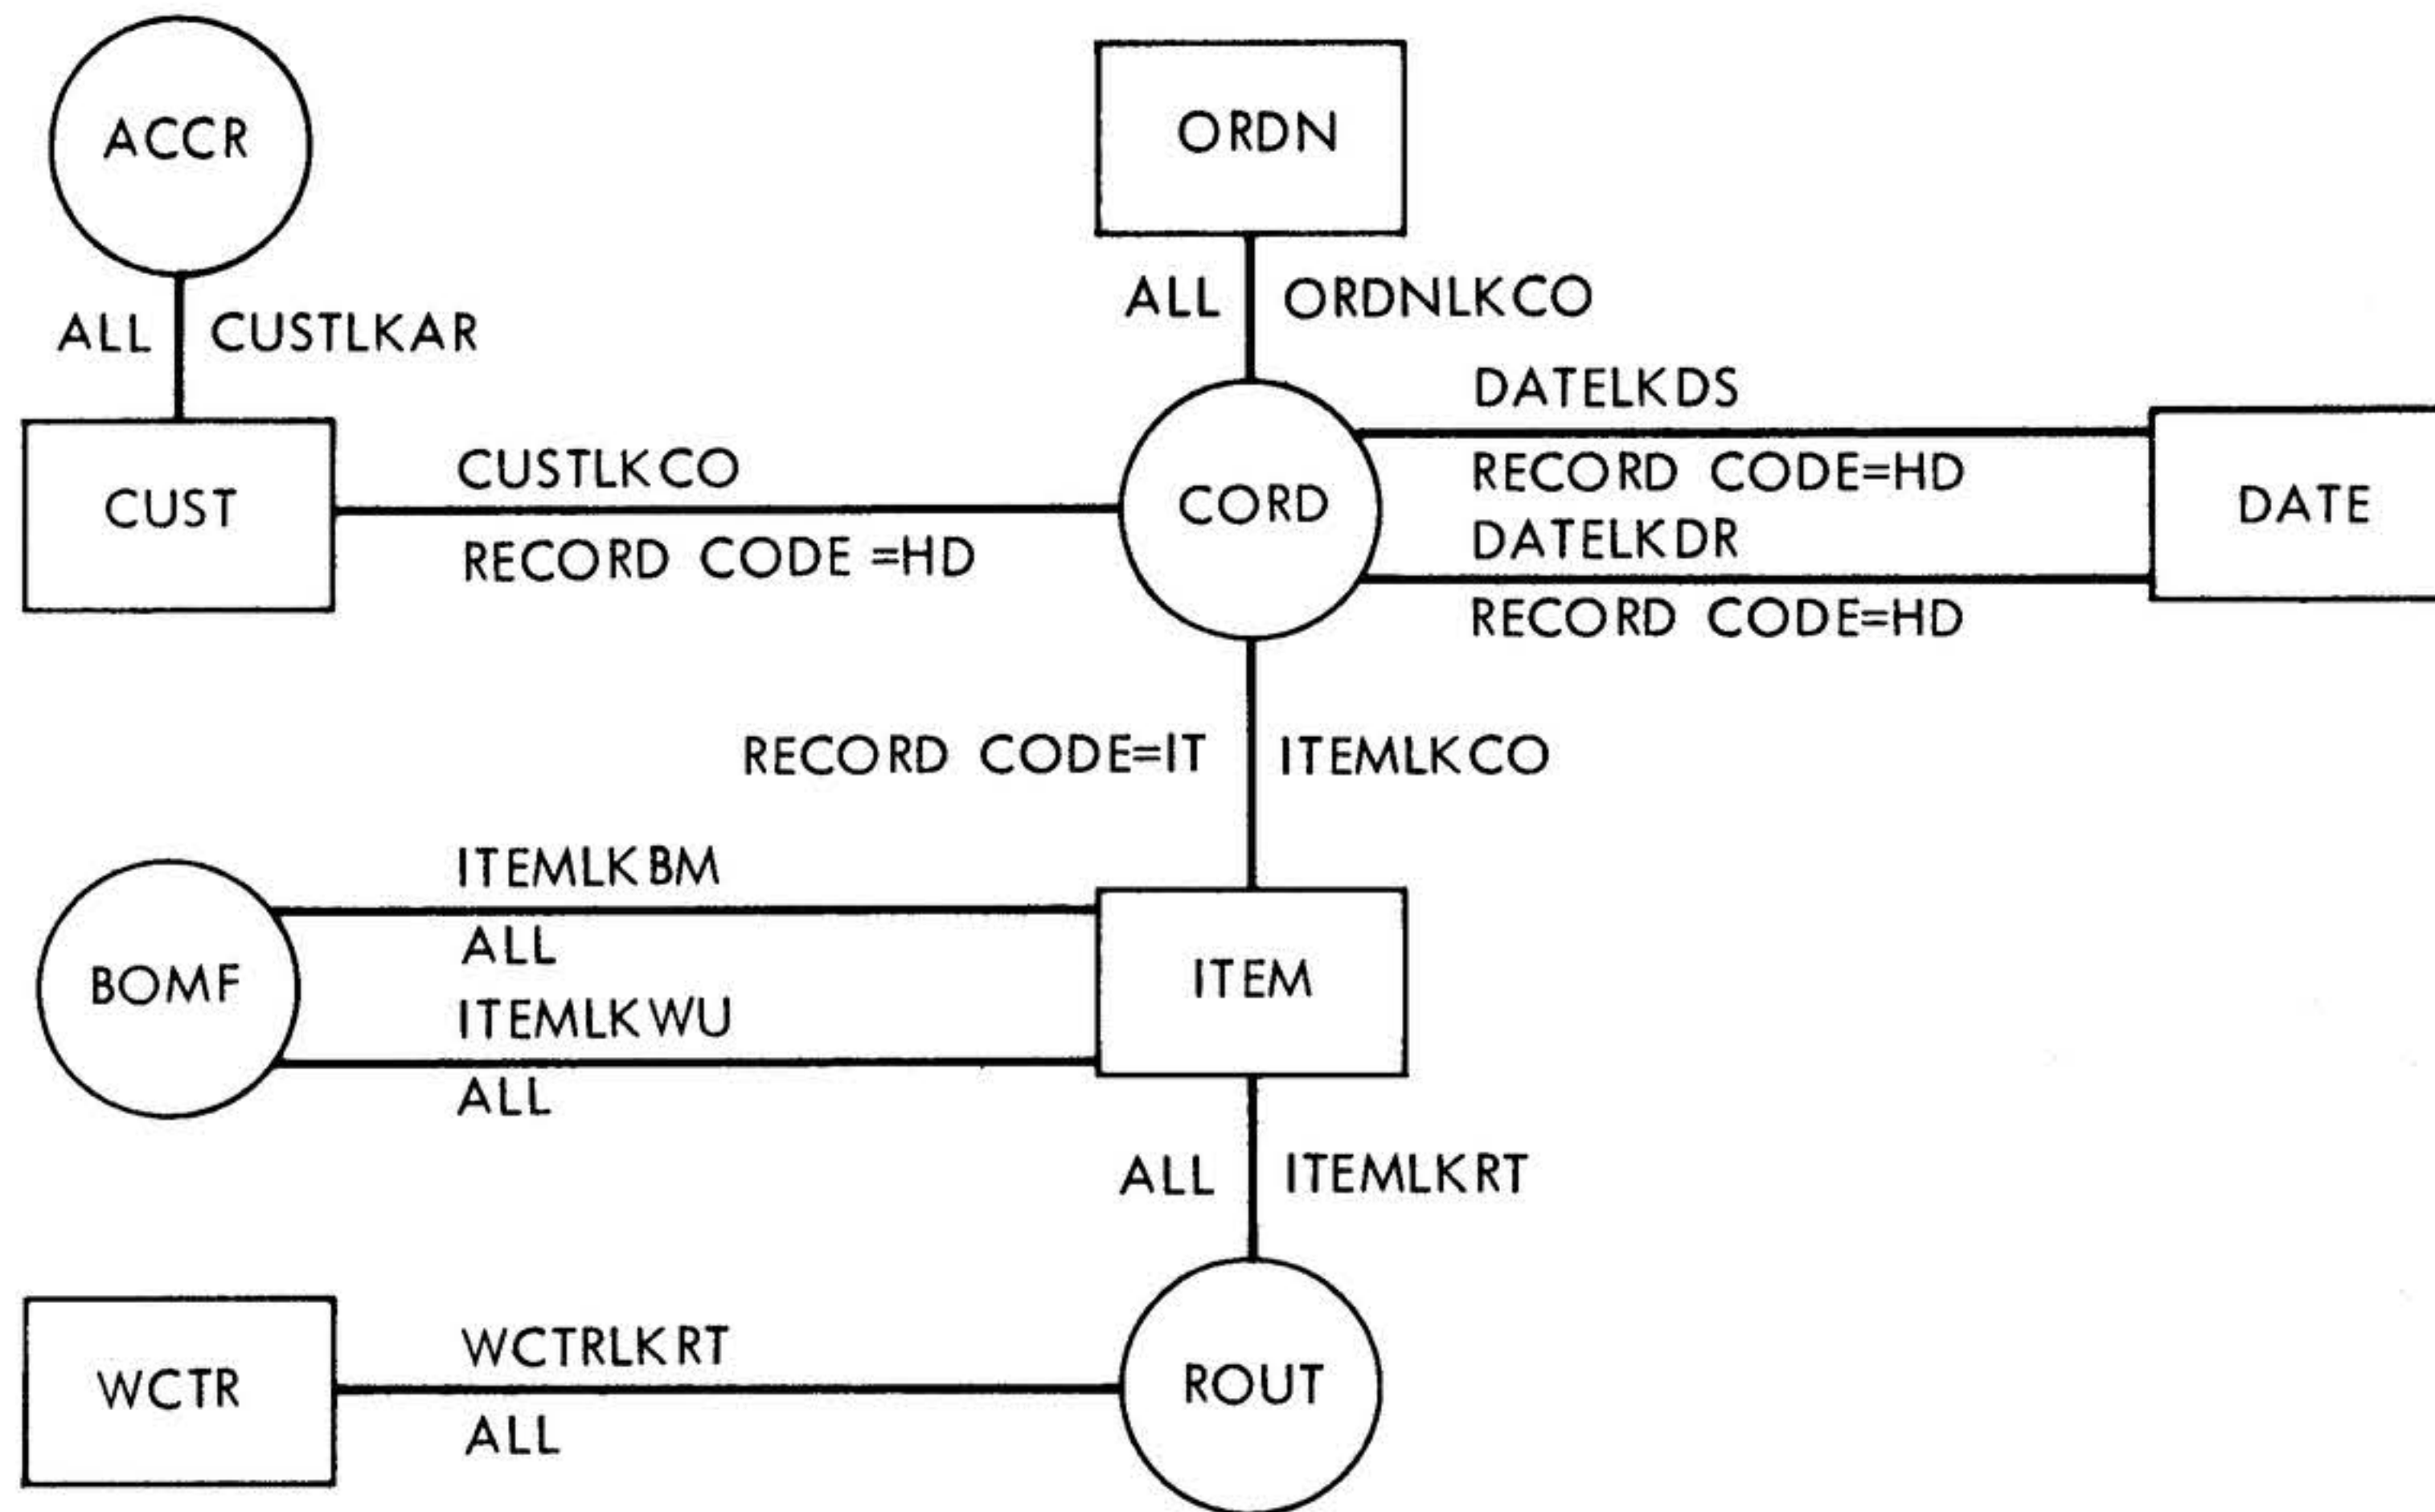 ACCR
ORDN
ALL CUSTLKAR
ALL ORDNLKCO
CUST
CUSTLKCO
RECORD CODE =HD
CORD
DATELKDS
RECORD CODE=HD
DATELKDR
RECORD CODE=HD
DATE
RECORD CODE=IT ITEMLKCO
BOMF
ITEMLKBM
ALL
ITEMLKWU
ALL
ITEM
ALL ITEMLKRT
WCTR
WCTRLKRT
ALL
ROUT